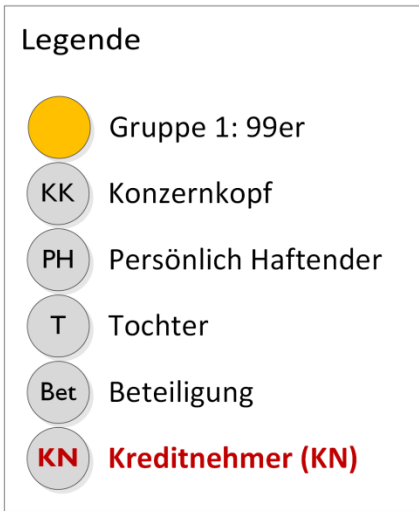 Legende
Gruppe 1: 99er
KK Konzernkopf
PH Persönlich Haftender
T Tochter
Bet Beteiligung
KN Kreditnehmer (KN)